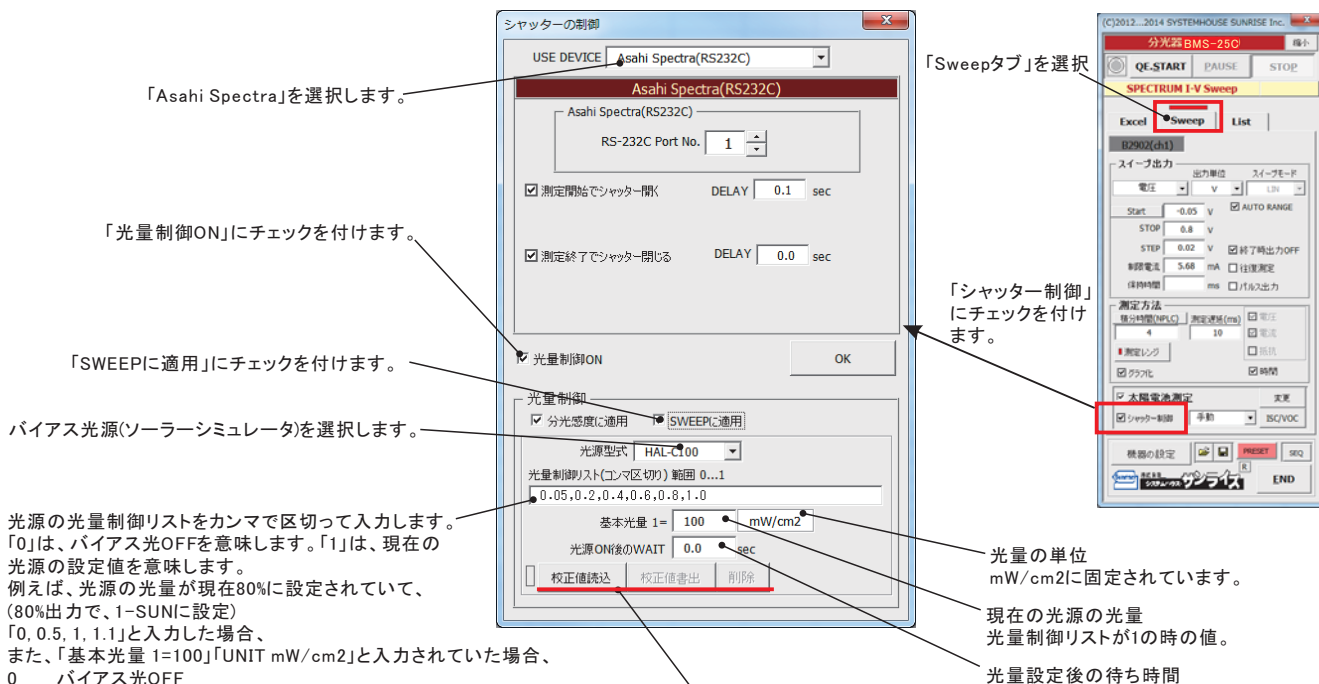 シャッターの制御
USE DEVICE Asahi Spectra(RS232C)
Asahi Spectra(RS232C)
Asahi Spectra(RS232C)
RS-232C Port No. 1
測定開始でシャッター開く DELAY 0.1 sec
測定終了でシャッター閉じる DELAY 0.0 sec
光量制御ON
OK
光量制御
分光感度に適用 SWEEPに適用
光源型式 HAL-C100
光量制御リスト(コンマ区切り) 範囲 0...1
0.05,0.2,0.4,0.6,0.8,1.0
基本光量 1= 100 mW/cm2
光源ON後のWAIT 0.0 sec
校正値読込 校正値書出 削除
「Asahi Spectra」を選択します。
「光量制御ON」にチェックを付けます。
「SWEEPに適用」にチェックを付けます。
バイアス光源(ソーラーシミュレータ)を選択します。
光源の光量制御リストをカンマで区切って入力します。
「0」は、バイアス光OFFを意味します。「1」は、現在の
光源の設定値を意味します。
例えば、光源の光量が現在80%に設定されていて、
(80%出力で、1-SUNに設定)
「0, 0.5, 1, 1.1」と入力した場合、
また、「基本光量 1=100」「UNIT mW/cm2」と入力されていた場合、
0 バイアス光OFF
「Sweepタブ」を選択
「シャッター制御」
にチェックを付け
ます。
光量の単位
mW/cm2に固定されています。
現在の光源の光量
光量制御リストが1の時の値。
光量設定後の待ち時間
(C)2012...2014 SYSTEMHOUSE SUNRISE Inc.
分光器 BMS-25C 縮小
QE.START PAUSE STOP
SPECTRUM I-V Sweep
Excel Sweep List
B2902(ch1)
スイープ出力
出力単位 スイープモード
電圧 V LIN
Start -0.05 V AUTO RANGE
STOP 0.8 V
STEP 0.02 V 終了時出力OFF
制限電流 5.68 mA 往復測定
保持時間 ms パルス出力
測定方法
積分時間(NPLC) 測定遅延(ms) 電圧
4 10 電流
測定レンジ 抵抗
グラフ化 時間
太陽電池測定 変更
シャッター制御 手動 ISC/VOC
機器の設定 PRESET SEQ
サンライズ R END